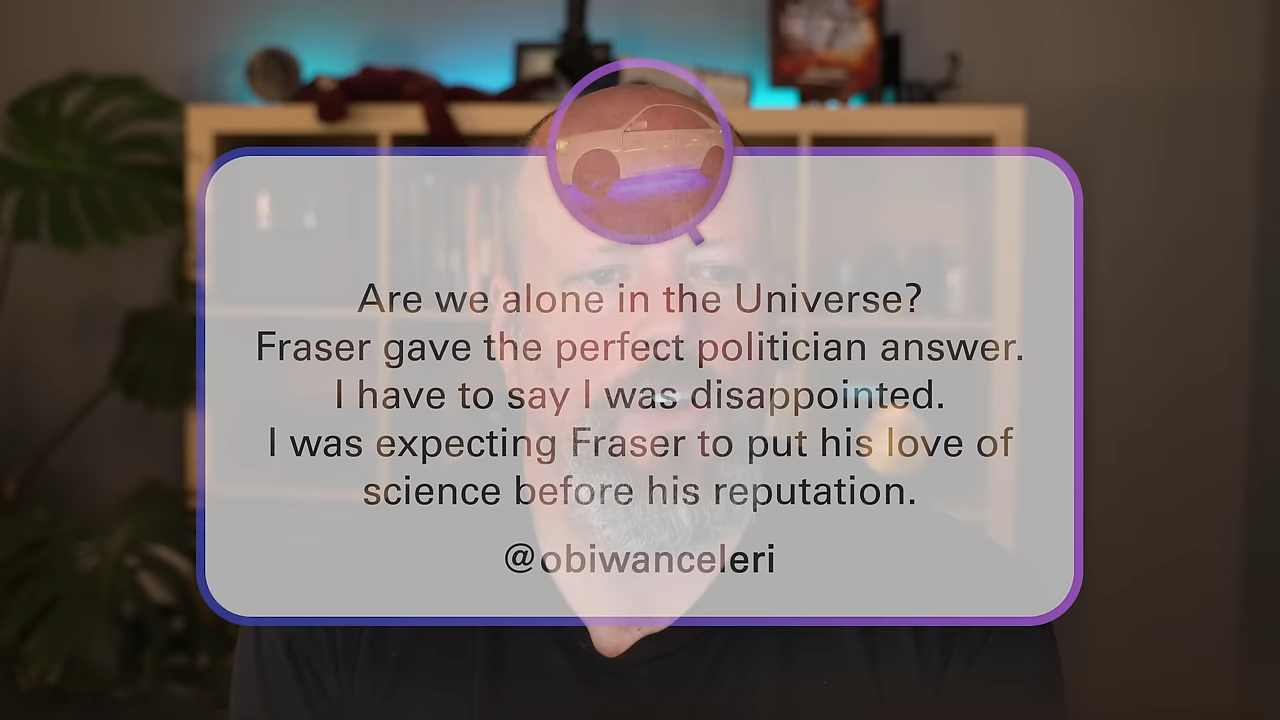 Are we alone in the Universe?
Fraser gave the perfect politician answer.
I have to say I was disappointed.
I was expecting Fraser to put his love of
science before his reputation.
@obiwanceleri